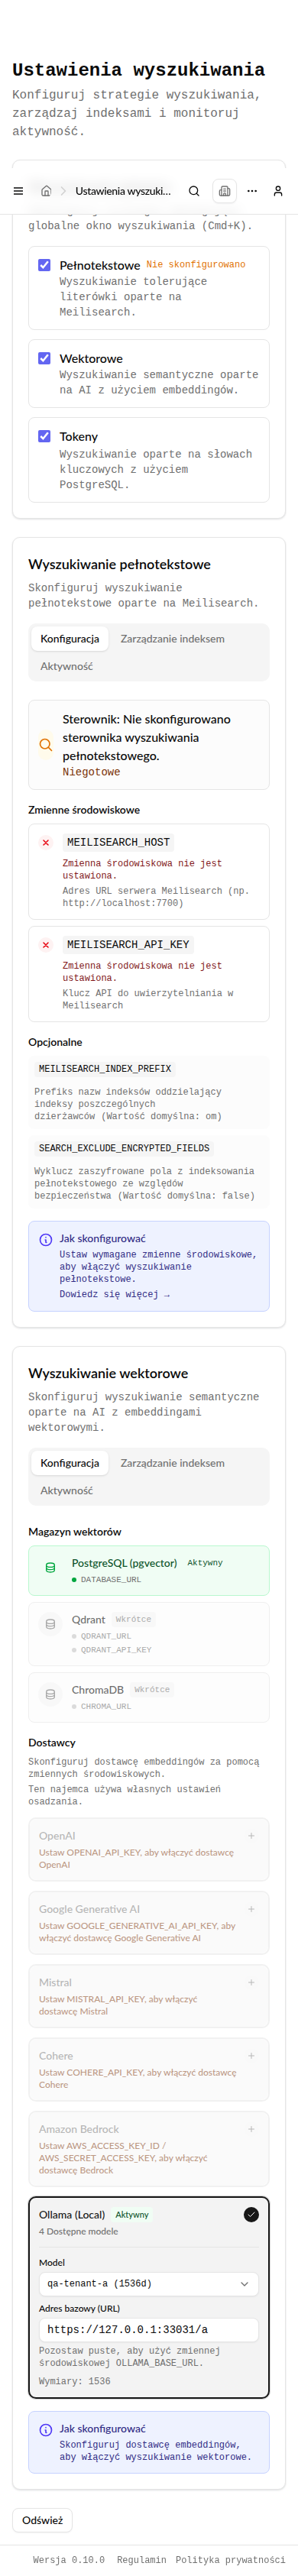 Ustawienia wyszukiwania
Konfiguruj strategie wyszukiwania,
zarządzaj indeksami i monitoruj
aktywność.
Ustawienia wyszuki...
globalne okno wyszukiwania (Cmd+K).
Pełnotekstowe Nie skonfigurowano
Wyszukiwanie tolerujące
literówki oparte na
Meilisearch.
Wektorowe
Wyszukiwanie semantyczne oparte
na AI z użyciem embeddingów.
Tokeny
Wyszukiwanie oparte na słowach
kluczowych z użyciem
PostgreSQL.
Wyszukiwanie pełnotekstowe
Skonfiguruj wyszukiwanie
pełnotekstowe oparte na Meilisearch.
Konfiguracja Zarządzanie indeksem
Aktywność
Sterownik: Nie skonfigurowano
sterownika wyszukiwania
pełnotekstowego.
Niegotowe
Zmienne środowiskowe
MEILISEARCH_HOST
Zmienna środowiskowa nie jest
ustawiona.
Adres URL serwera Meilisearch (np.
http://localhost:7700)
MEILISEARCH_API_KEY
Zmienna środowiskowa nie jest
ustawiona.
Klucz API do uwierzytelniania w
Meilisearch
Opcjonalne
MEILISEARCH_INDEX_PREFIX
Prefiks nazw indeksów oddzielający
indeksy poszczególnych
dzierżawców (Wartość domyślna: om)
SEARCH_EXCLUDE_ENCRYPTED_FIELDS
Wyklucz zaszyfrowane pola z indeksowania
pełnotekstowego ze względów
bezpieczeństwa (Wartość domyślna: false)
Jak skonfigurować
Ustaw wymagane zmienne środowiskowe,
aby włączyć wyszukiwanie
pełnotekstowe.
Dowiedz się więcej →
Wyszukiwanie wektorowe
Skonfiguruj wyszukiwanie semantyczne
oparte na AI z embeddingami
wektorowymi.
Konfiguracja Zarządzanie indeksem
Aktywność
Magazyn wektorów
PostgreSQL (pgvector) Aktywny
DATABASE_URL
Qdrant Wkrótce
QDRANT_URL
QDRANT_API_KEY
ChromaDB Wkrótce
CHROMA_URL
Dostawcy
Skonfiguruj dostawcę embeddingów za pomocą
zmiennych środowiskowych.
Ten najemca używa własnych ustawień
osadzania.
OpenAI
Ustaw OPENAI_API_KEY, aby włączyć dostawcę
OpenAI
Google Generative AI
Ustaw GOOGLE_GENERATIVE_AI_API_KEY, aby
włączyć dostawcę Google Generative AI
Mistral
Ustaw MISTRAL_API_KEY, aby włączyć
dostawcę Mistral
Cohere
Ustaw COHERE_API_KEY, aby włączyć dostawcę
Cohere
Amazon Bedrock
Ustaw AWS_ACCESS_KEY_ID /
AWS_SECRET_ACCESS_KEY, aby włączyć
dostawcę Bedrock
Ollama (Local) Aktywny
4 Dostępne modele
Model
qa-tenant-a (1536d)
Adres bazowy (URL)
https://127.0.0.1:33031/a
Pozostaw puste, aby użyć zmiennej
środowiskowej OLLAMA_BASE_URL.
Wymiary: 1536
Jak skonfigurować
Skonfiguruj dostawcę embeddingów,
aby włączyć wyszukiwanie wektorowe.
Odśwież
Wersja 0.10.0 Regulamin Polityka prywatności